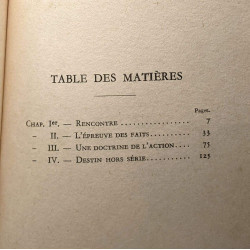 TABLE DES MATIÈRES
Pages.
CHAP. Ier. — RENCONTRE . . . . . . . . . . . . 7
— II. — L'ÉPREUVE DES FAITS . . . . . . . . 33
— III. — UNE DOCTRINE DE L'ACTION . . . . 75
— IV. — DESTIN HORS SÉRIE . . . . . . . . . 125